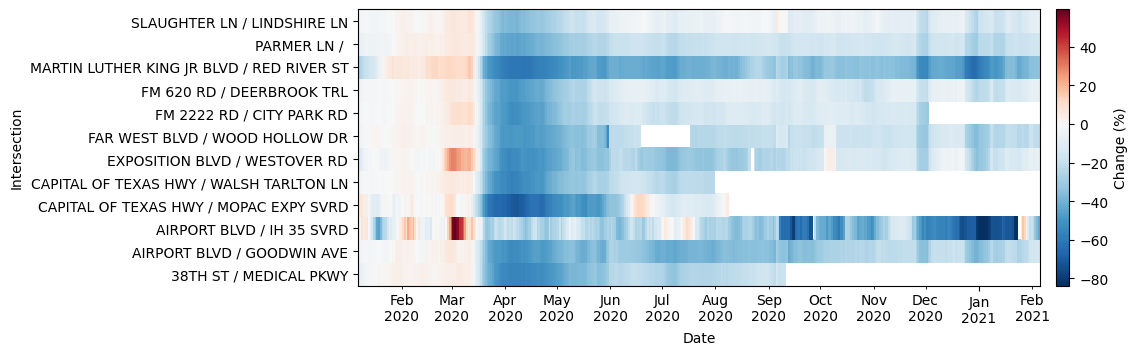 SLAUGHTER LN / LINDSHIRE LN
PARMER LN /
MARTIN LUTHER KING JR BLVD / RED RIVER ST
FM 620 RD / DEERBROOK TRL
FM 2222 RD / CITY PARK RD
FAR WEST BLVD / WOOD HOLLOW DR
EXPOSITION BLVD / WESTOVER RD
CAPITAL OF TEXAS HWY / WALSH TARLTON LN
CAPITAL OF TEXAS HWY / MOPAC EXPY SVRD
AIRPORT BLVD / IH 35 SVRD
AIRPORT BLVD / GOODWIN AVE
38TH ST / MEDICAL PKWY
Intersection
Feb Mar Apr May Jun Jul Aug Sep Oct Nov Dec Jan Feb
2020 2020 2020 2020 2020 2020 2020 2020 2020 2020 2020 2021 2021
Date
40
20
0
−20
−40
−60
−80
Change (%)